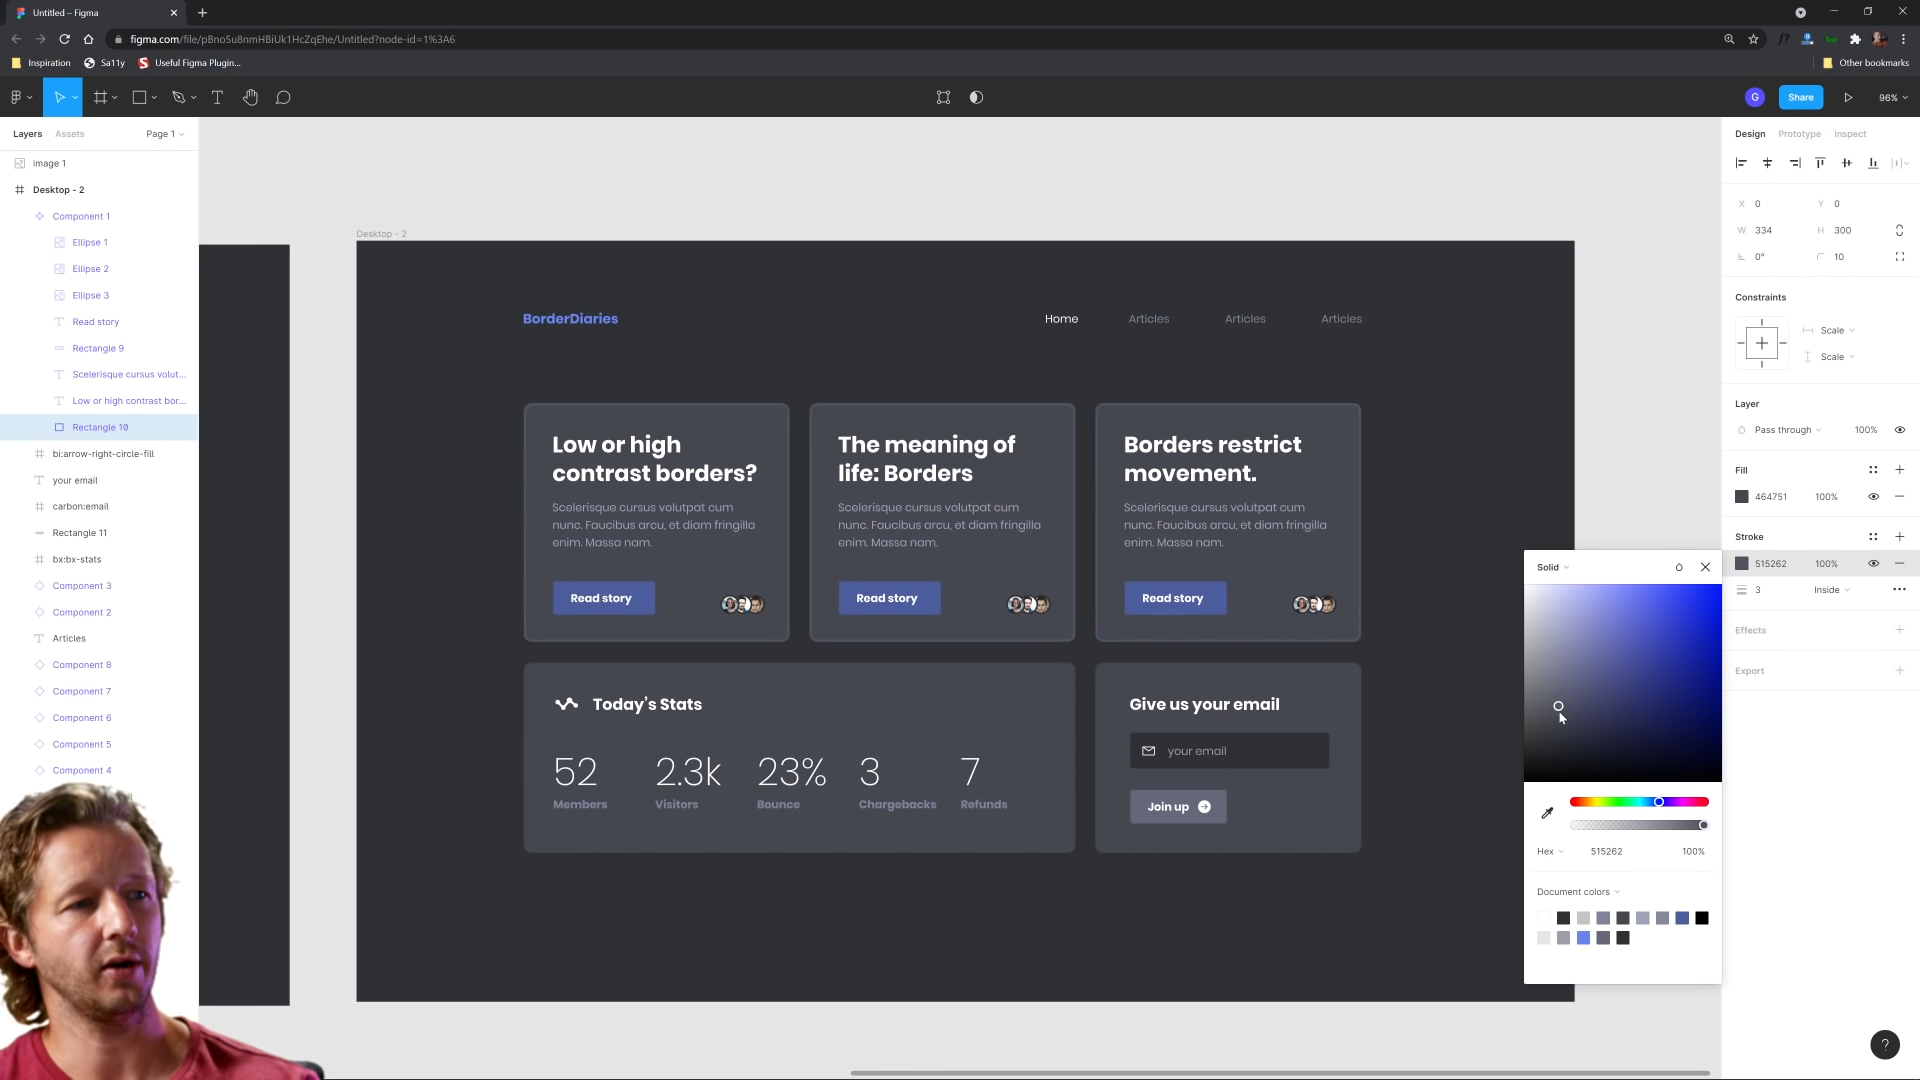 Untitled – Figma
figma.com/file/pBno5u8nmHBiUk1HcZqEhe/Untitled?node-id=1%3A6
Inspiration
Sa11y
Useful Figma Plugin...
Other bookmarks
G
Share
96%
Layers
Assets
Page 1
Design
Prototype
Inspect
image 1
Desktop - 2
Component 1
Ellipse 1
Ellipse 2
Ellipse 3
Read story
Rectangle 9
Scelerisque cursus volut...
Low or high contrast bor...
Rectangle 10
bi:arrow-right-circle-fill
your email
carbon:email
Rectangle 11
bx:bx-stats
Component 3
Component 2
Articles
Component 8
Component 7
Component 6
Component 5
Component 4
Desktop - 2
BorderDiaries
Home
Articles
Articles
Articles
Low or high
contrast borders?
Scelerisque cursus volutpat cum
nunc. Faucibus arcu, et diam fringilla
enim. Massa nam.
Read story
The meaning of
life: Borders
Scelerisque cursus volutpat cum
nunc. Faucibus arcu, et diam fringilla
enim. Massa nam.
Read story
Borders restrict
movement.
Scelerisque cursus volutpat cum
nunc. Faucibus arcu, et diam fringilla
enim. Massa nam.
Read story
Today's Stats
52
2.3k
23%
3
7
Members
Visitors
Bounce
Chargebacks
Refunds
Give us your email
your email
Join up
X 0
Y 0
W 334
H 300
0°
10
Constraints
Scale
Scale
Layer
Pass through
100%
Fill
464751
100%
Stroke
515262
100%
3
Inside
Effects
Export
Solid
Hex
515262
100%
Document colors
?